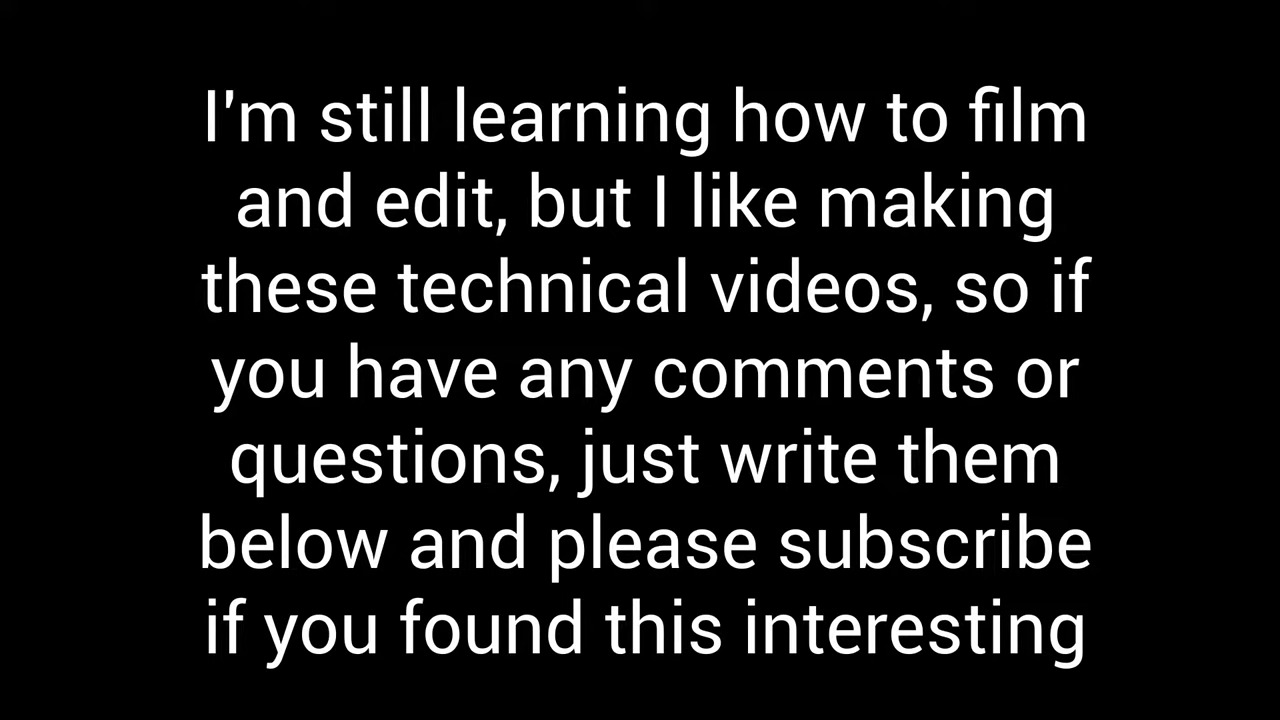 I'm still learning how to film
and edit, but I like making
these technical videos, so if
you have any comments or
questions, just write them
below and please subscribe
if you found this interesting